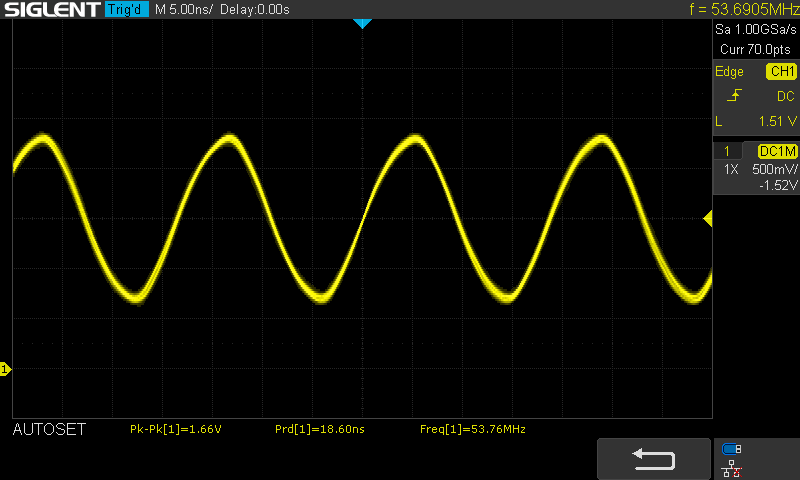 SIGLENT Trig'd M 5.00ns/ Delay:0.00s f = 53.6905MHz
Sa 1.00GSa/s
Curr 70.0pts
Edge CH1
DC
L 1.51 V
1 DC1M
1X 500mV/
-1.52V
1
AUTOSET Pk-Pk[1]=1.66V Prd[1]=18.60ns Freq[1]=53.76MHz